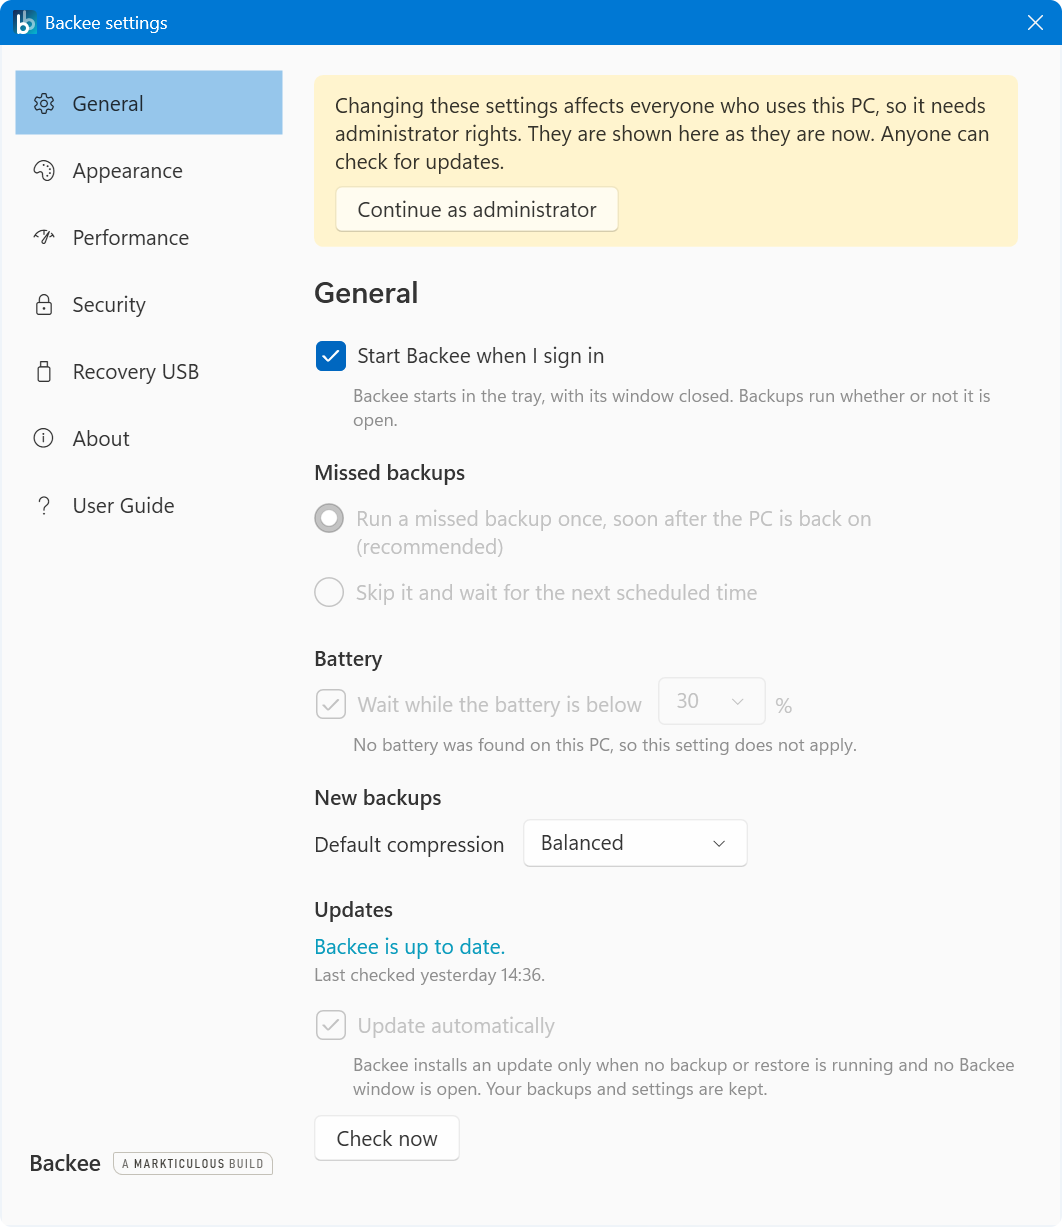 Backee settings
General
Appearance
Performance
Security
Recovery USB
About
User Guide
Backee
A MARKTICULOUS BUILD
Changing these settings affects everyone who uses this PC, so it needs
administrator rights. They are shown here as they are now. Anyone can
check for updates.
Continue as administrator
General
Start Backee when I sign in
Backee starts in the tray, with its window closed. Backups run whether or not it is
open.
Missed backups
Run a missed backup once, soon after the PC is back on
(recommended)
Skip it and wait for the next scheduled time
Battery
Wait while the battery is below 30 %
No battery was found on this PC, so this setting does not apply.
New backups
Default compression Balanced
Updates
Backee is up to date.
Last checked yesterday 14:36.
Update automatically
Backee installs an update only when no backup or restore is running and no Backee
window is open. Your backups and settings are kept.
Check now